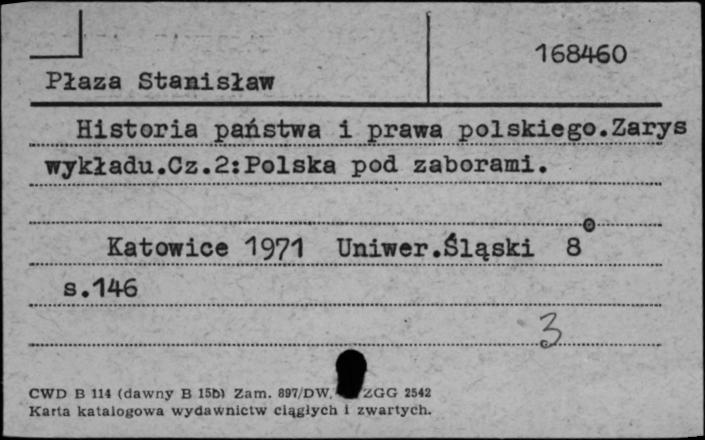 168460
Płaza Stanisław
Historia państwa i prawa polskiego.Zarys
wykładu.Cz.2:Polska pod zaborami.
Katowice 1971 Uniwer.Śląski 8º
s.146
3
CWD B 114 (dawny B 15b) Zam. 897/DW. ZGG 2542
Karta katalogowa wydawnictw ciągłych i zwartych.